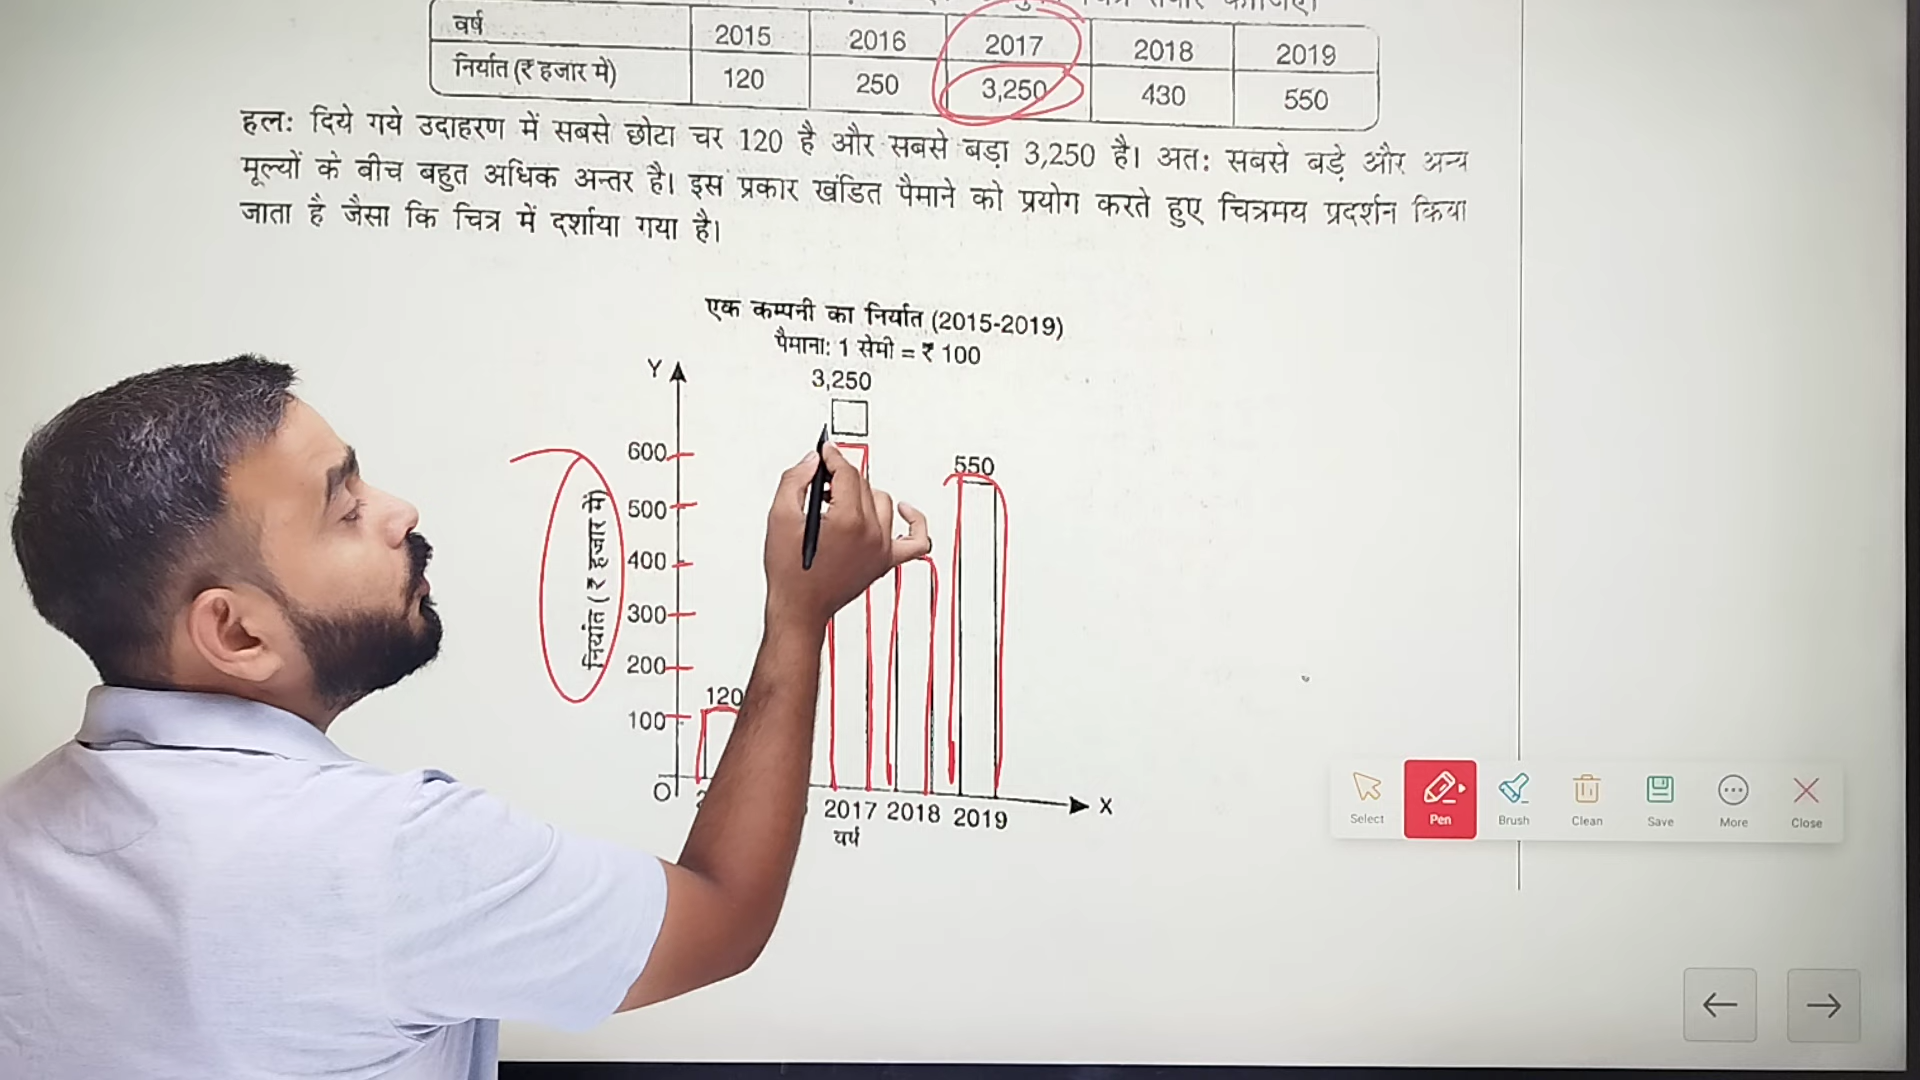 वर्ष 2015 2016 2017 2018 2019
निर्यात (₹ हजार में) 120 250 3,250 430 550
हल: दिये गये उदाहरण में सबसे छोटा चर 120 है और सबसे बड़ा 3,250 है। अत: सबसे बड़े और अन्य
मूल्यों के बीच बहुत अधिक अन्तर है। इस प्रकार खंडित पैमाने को प्रयोग करते हुए चित्रमय प्रदर्शन किया
जाता है जैसा कि चित्र में दर्शाया गया है।
एक कम्पनी का निर्यात (2015-2019)
पैमाना: 1 सेमी = ₹ 100
Y
3,250
600
550
500
400
300
200
120
100
निर्यात (₹ हजार में)
O
X
2017 2018 2019
वर्ष
Select Pen Brush Clean Save More Close